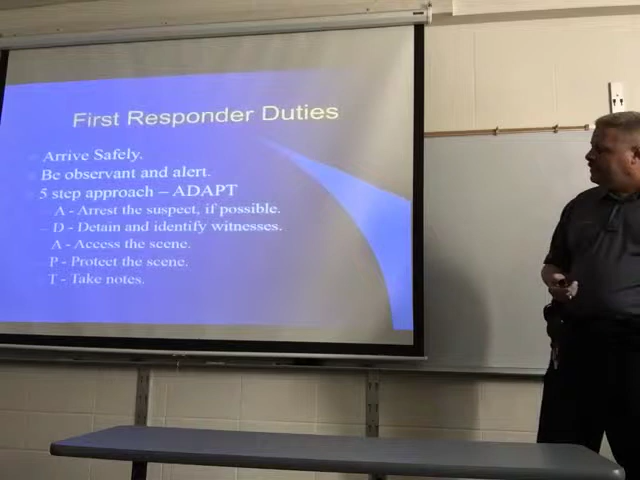 First Responder Duties
Arrive Safely.
Be observant and alert.
5 step approach – ADAPT
– A - Arrest the suspect, if possible.
– D - Detain and identify witnesses.
A - Access the scene.
– P - Protect the scene.
– T - Take notes.